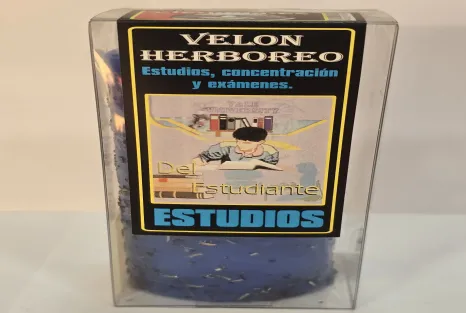 VELON
HERBOREO
Estudios, concentración
y exámenes.
Del
Estudiante
ESTUDIOS